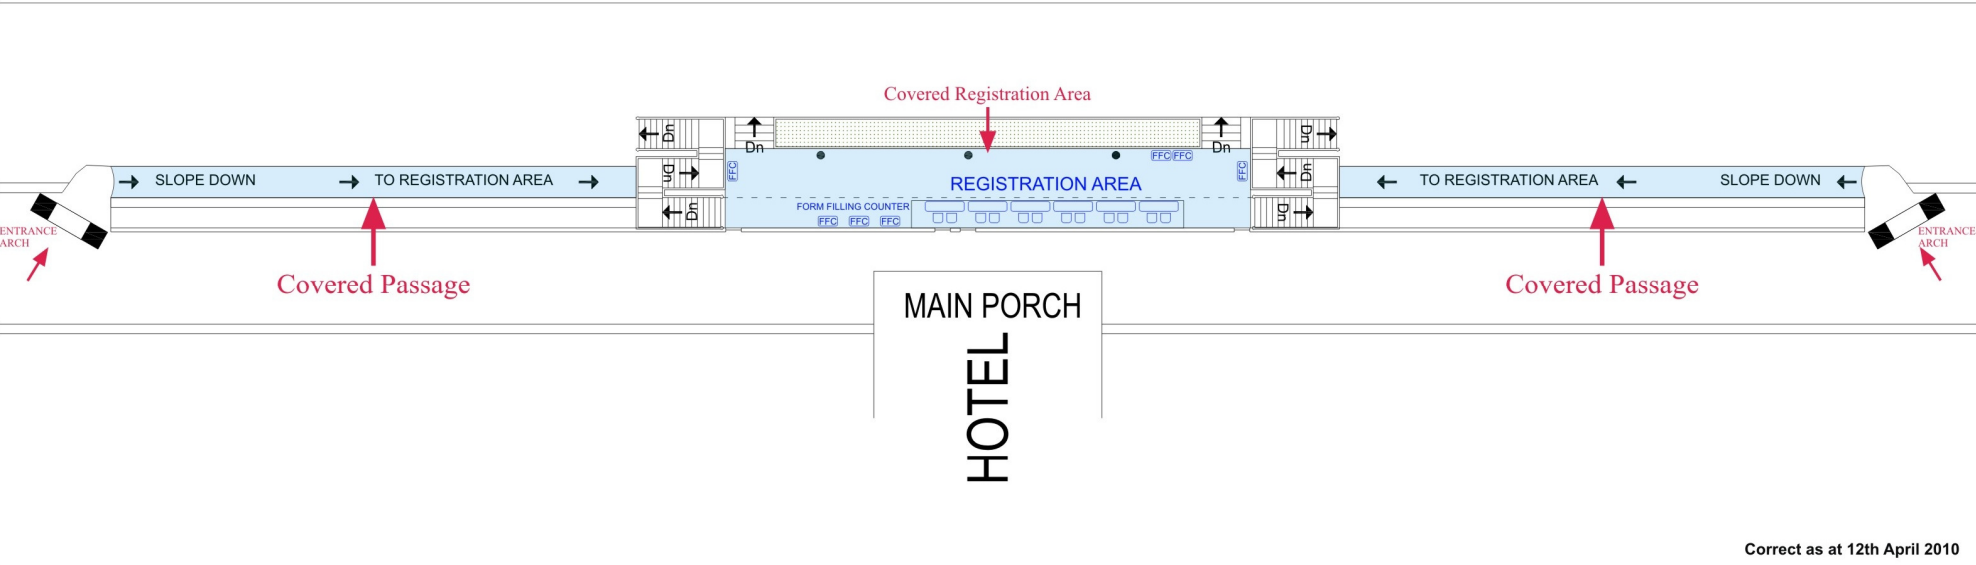 Covered Registration Area
Dn
Dn
Dn
Dn
FFC FFC
Dn
Dn
FFC
FFC
SLOPE DOWN
TO REGISTRATION AREA
REGISTRATION AREA
TO REGISTRATION AREA
SLOPE DOWN
FORM FILLING COUNTER
FFC FFC FFC
Dn
Dn
ENTRANCE
ARCH
ENTRANCE
ARCH
Covered Passage
Covered Passage
MAIN PORCH
HOTEL
Correct as at 12th April 2010